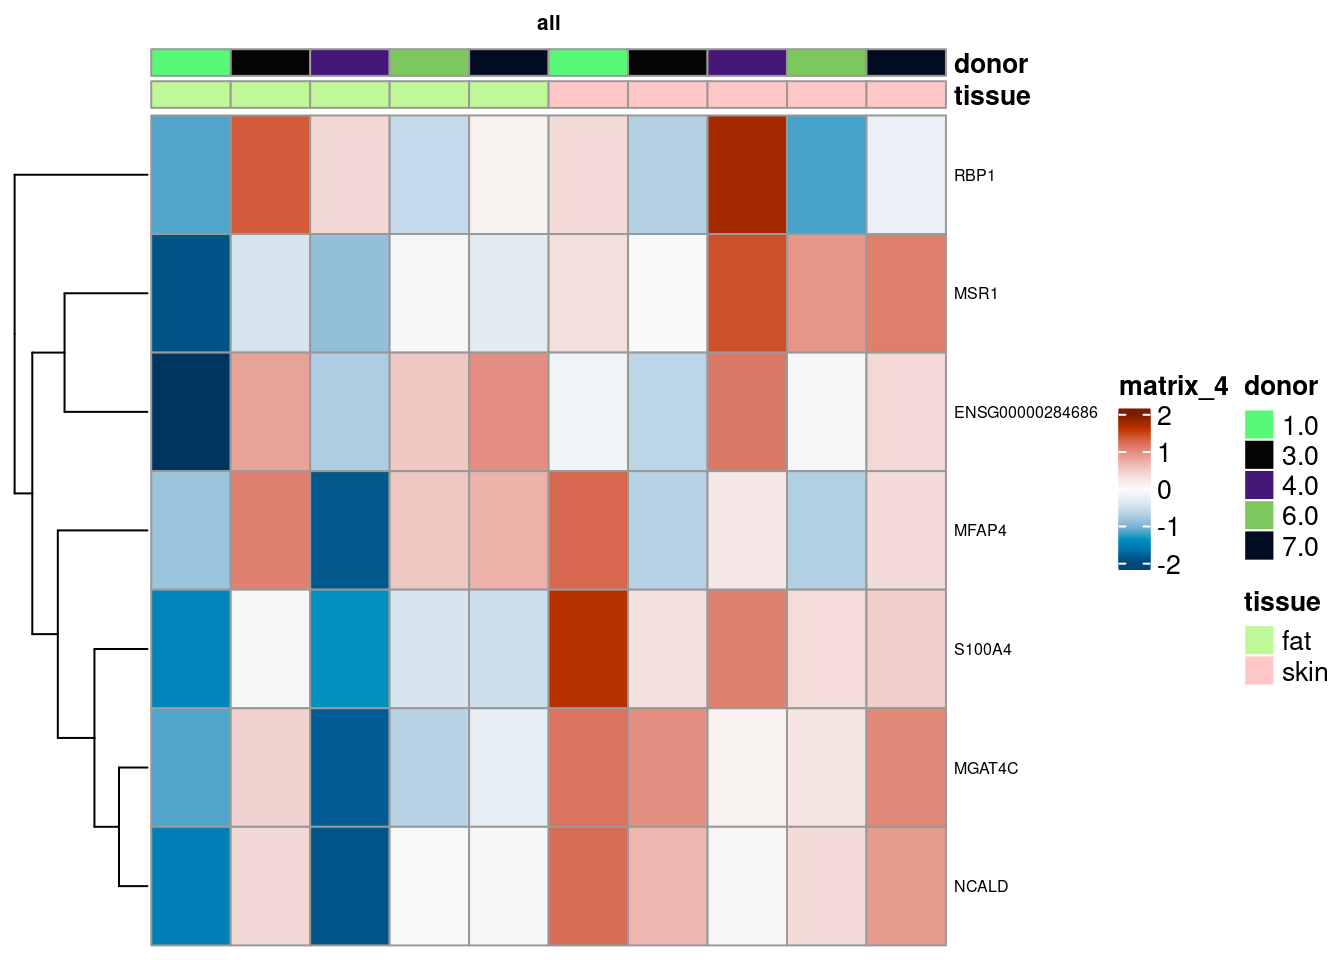 all
donor
tissue
RBP1
MSR1
ENSG00000284686
MFAP4
S100A4
MGAT4C
NCALD
matrix_4
2
1
0
-1
-2
donor
1.0
3.0
4.0
6.0
7.0
tissue
fat
skin